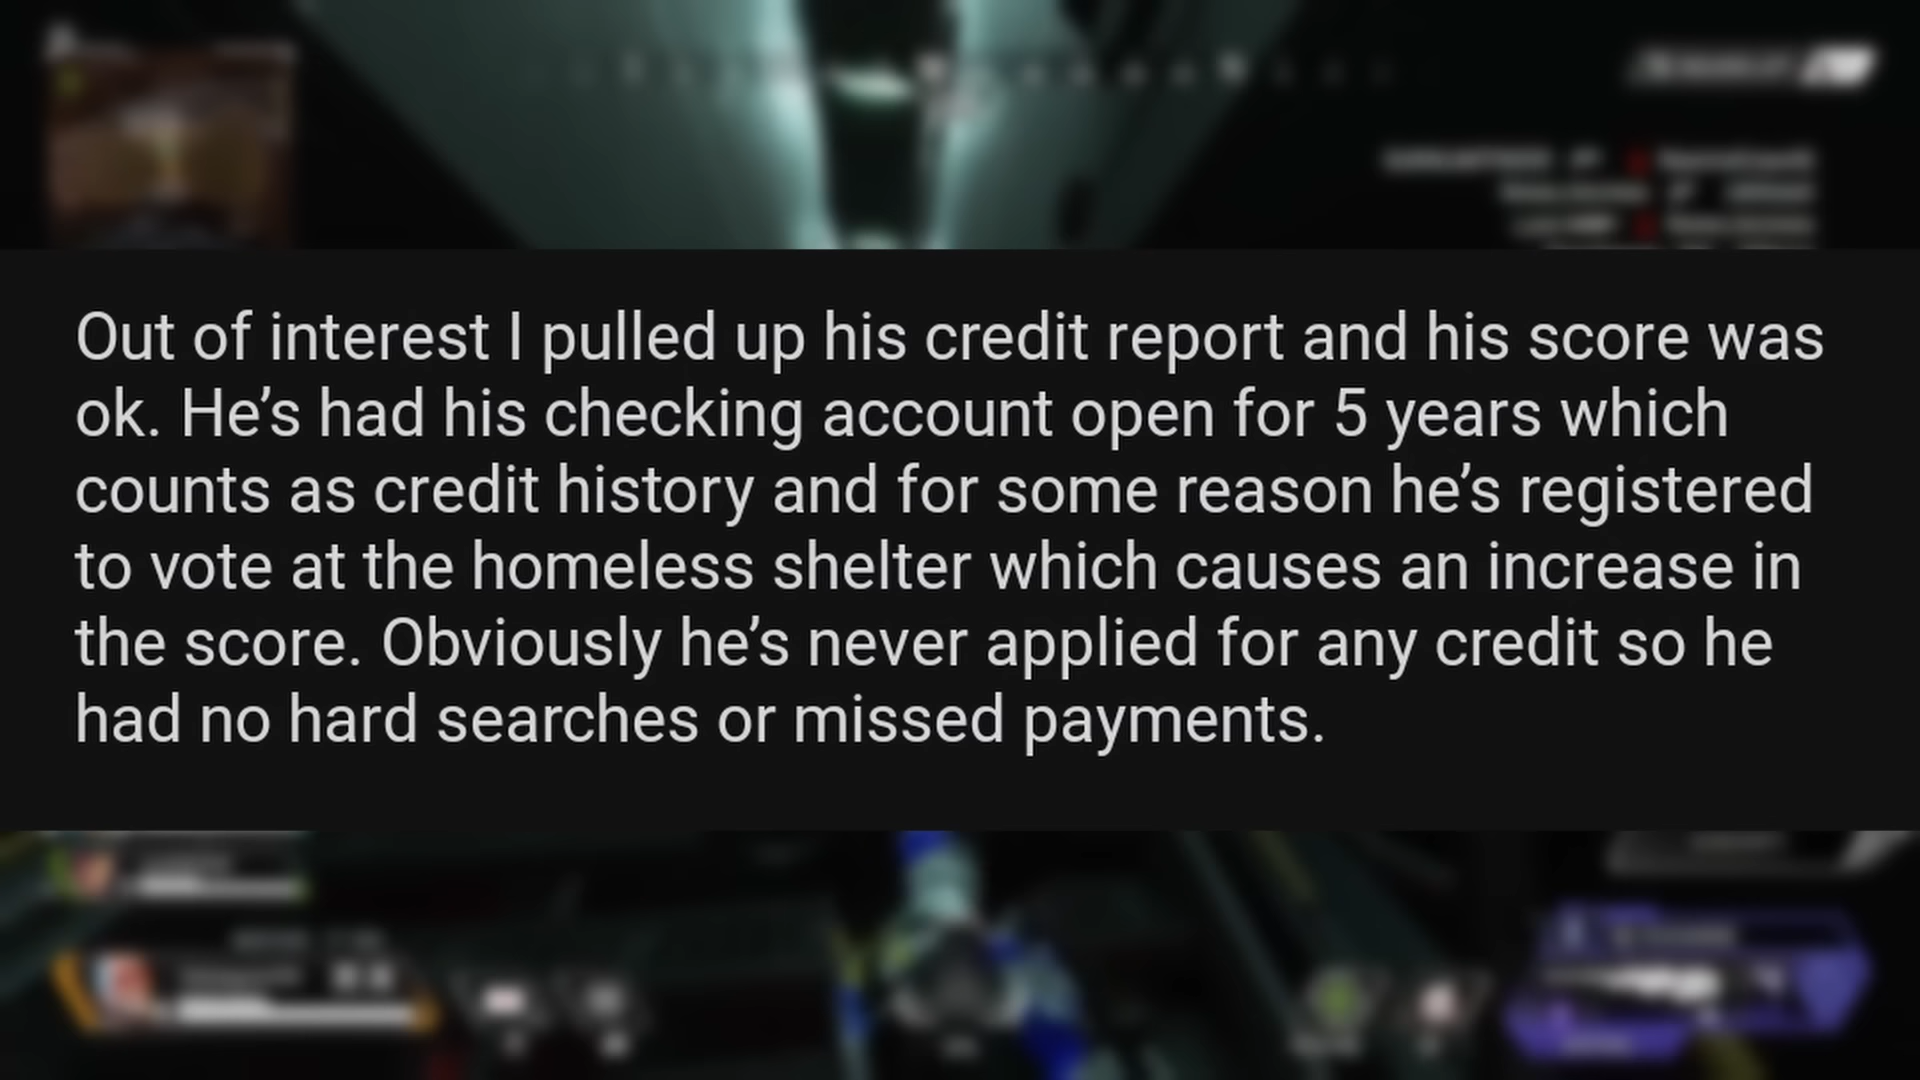 Out of interest I pulled up his credit report and his score was
ok. He’s had his checking account open for 5 years which
counts as credit history and for some reason he’s registered
to vote at the homeless shelter which causes an increase in
the score. Obviously he’s never applied for any credit so he
had no hard searches or missed payments.